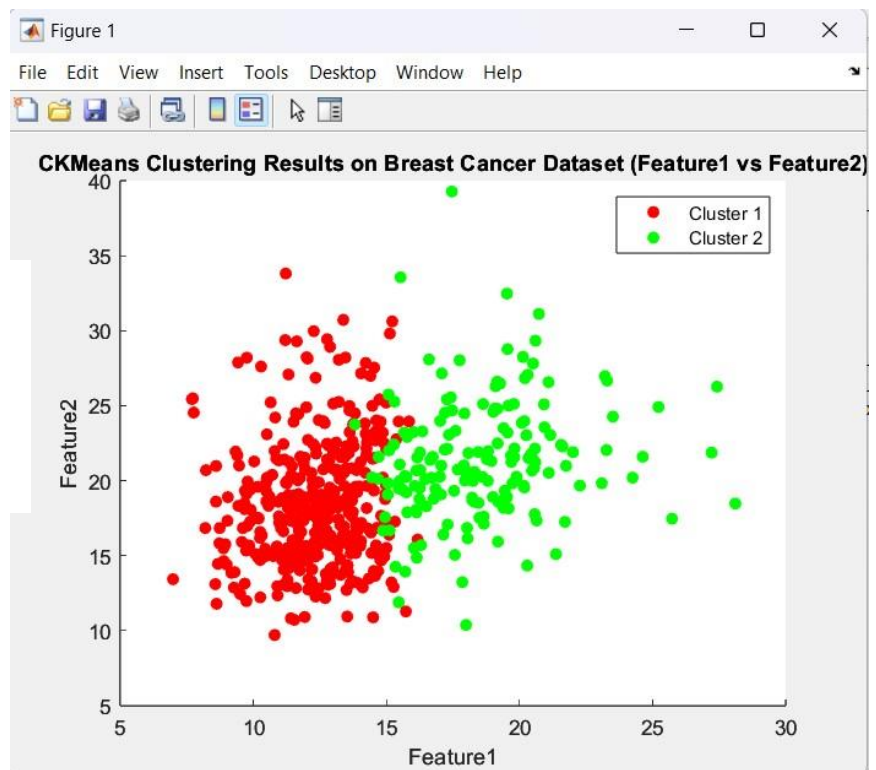 Figure 1
File Edit View Insert Tools Desktop Window Help
CKMeans Clustering Results on Breast Cancer Dataset (Feature1 vs Feature2)
Cluster 1
Cluster 2
40
35
30
25
20
15
10
5
Feature2
5 10 15 20 25 30
Feature1